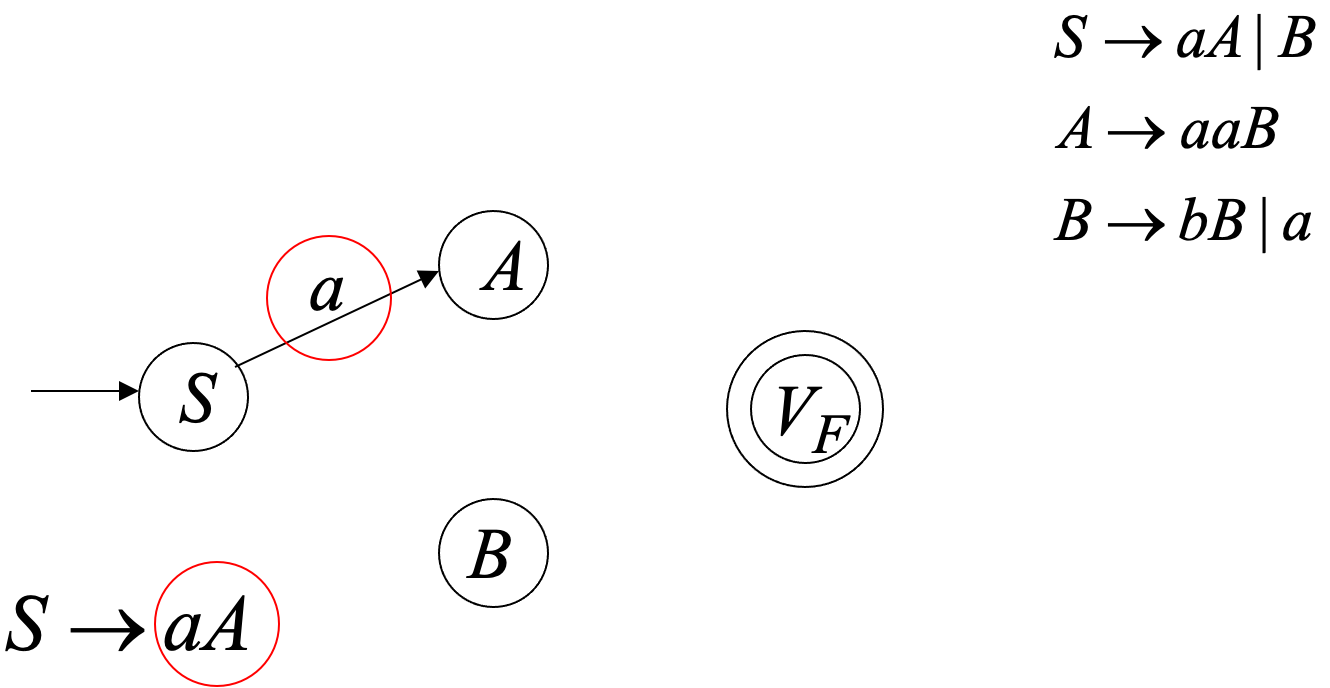 S → aA | B
A → aaB
B → bB | a
A
a
S
V_F
B
S → aA